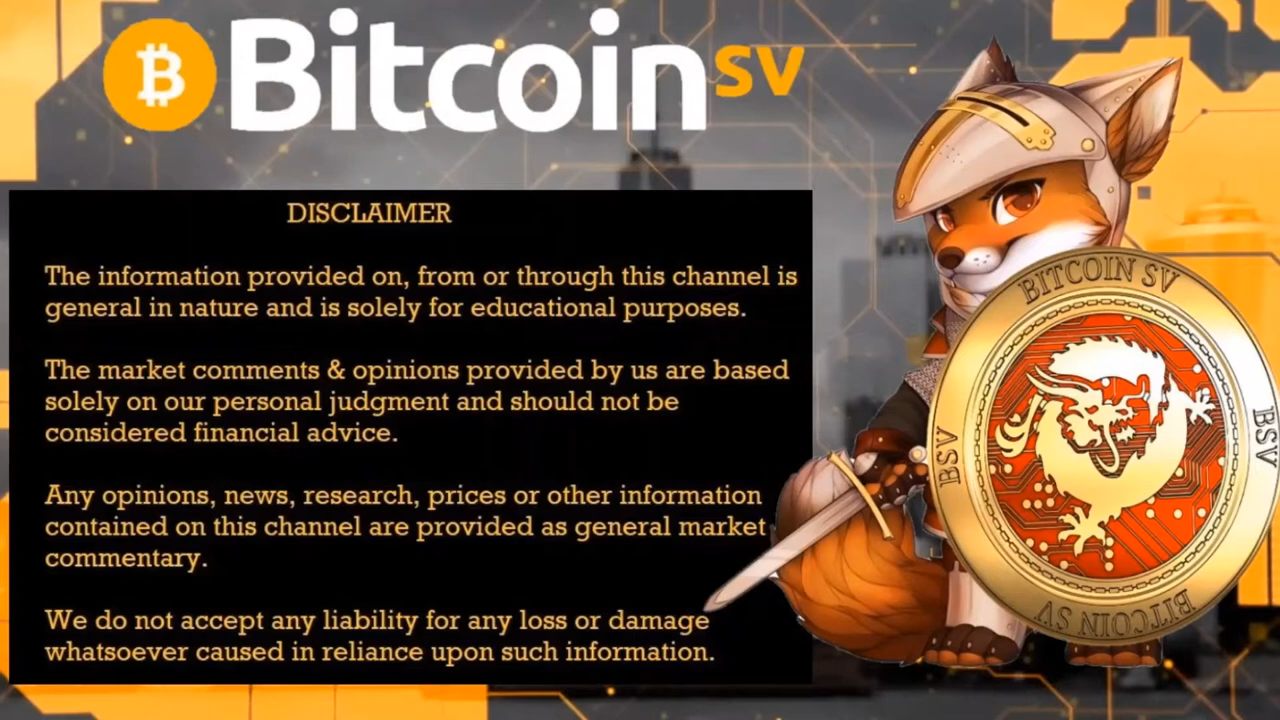 Bitcoin SV
DISCLAIMER
The information provided on, from or through this channel is
general in nature and is solely for educational purposes.
The market comments & opinions provided by us are based
solely on our personal judgment and should not be
considered financial advice.
Any opinions, news, research, prices or other information
contained on this channel are provided as general market
commentary.
We do not accept any liability for any loss or damage
whatsoever caused in reliance upon such information.
BITCOIN SV
BSV
BSV
BITCOIN SV